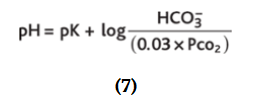 pH = pK + log HCO₃⁻ / (0.03 × Pco₂)
(7)